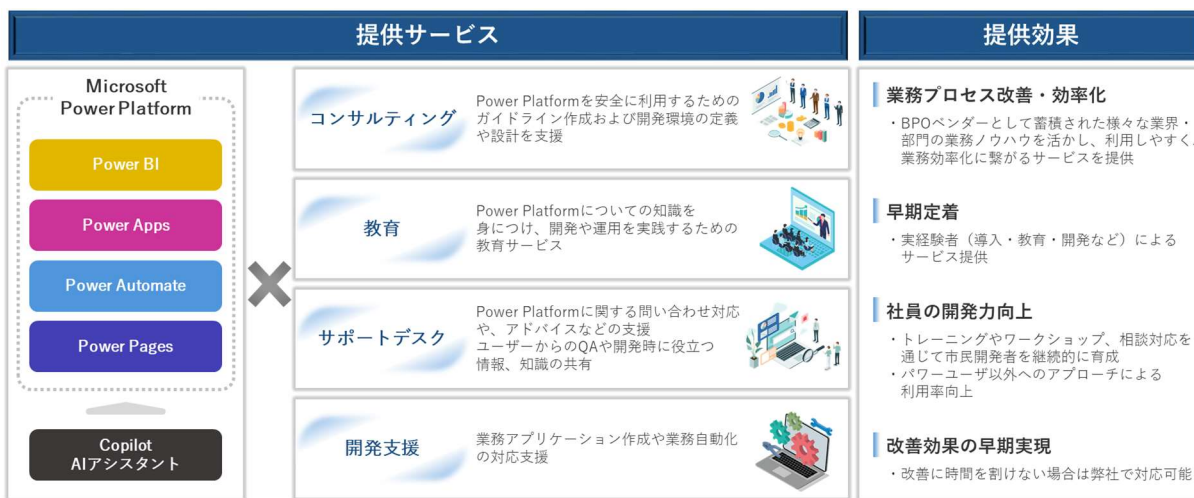 提供サービス
提供効果
Microsoft
Power Platform
Power BI
Power Apps
Power Automate
Power Pages
Copilot
AIアシスタント
コンサルティング
Power Platformを安全に利用するための
ガイドライン作成および開発環境の定義
や設計を支援
教育
Power Platformについての知識を
身につけ、開発や運用を実践するための
教育サービス
サポートデスク
Power Platformに関する問い合わせ対応
や、アドバイスなどの支援
ユーザーからのQAや開発時に役立つ
情報、知識の共有
開発支援
業務アプリケーション作成や業務自動化
の対応支援
業務プロセス改善・効率化
・BPOベンダーとして蓄積された様々な業界・
部門の業務ノウハウを活かし、利用しやすく
業務効率化に繋がるサービスを提供
早期定着
・実経験者（導入・教育・開発など）による
サービス提供
社員の開発力向上
・トレーニングやワークショップ、相談対応を
通じて市民開発者を継続的に育成
・パワーユーザ以外へのアプローチによる
利用率向上
改善効果の早期実現
・改善に時間を割けない場合は弊社で対応可能